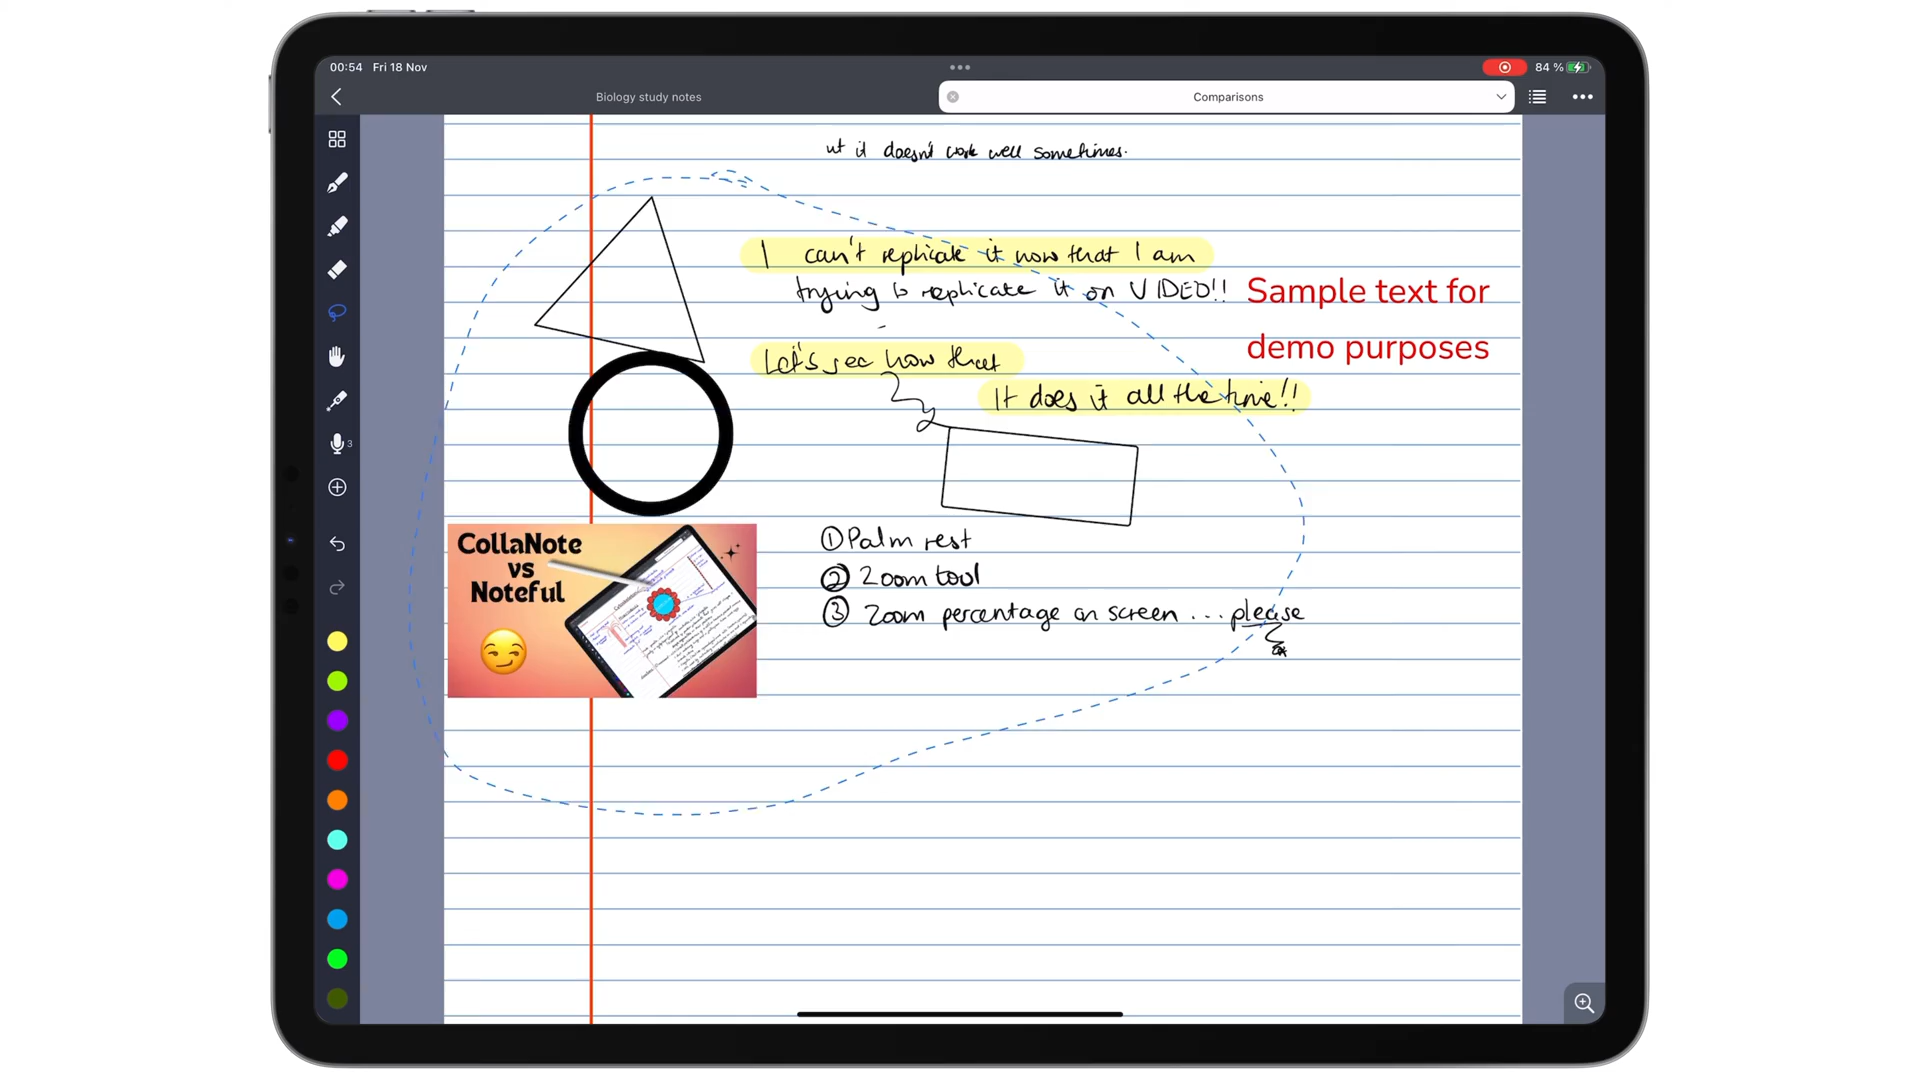 00:54 Fri 18 Nov
84 %
Biology study notes
Comparisons
ut it doesn't work well sometimes.
I can't replicate it now that I am
trying to replicate it on VIDEO!!
Sample text for
demo purposes
Let's see how that
It does it all the time!!
3
CollaNote
vs
Noteful
① Palm rest
② Zoom tool
③ Zoom percentage on screen ... please